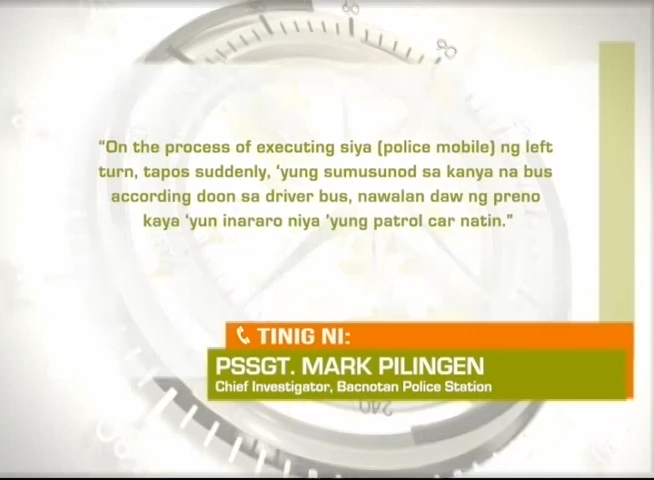 "On the process of executing siya (police mobile) ng left
turn, tapos suddenly, 'yung sumusunod sa kanya na bus
according doon sa driver bus, nawalan daw ng preno
kaya 'yun inararo niya 'yung patrol car natin."
TINIG NI:
PSSGT. MARK PILINGEN
Chief Investigator, Bacnotan Police Station